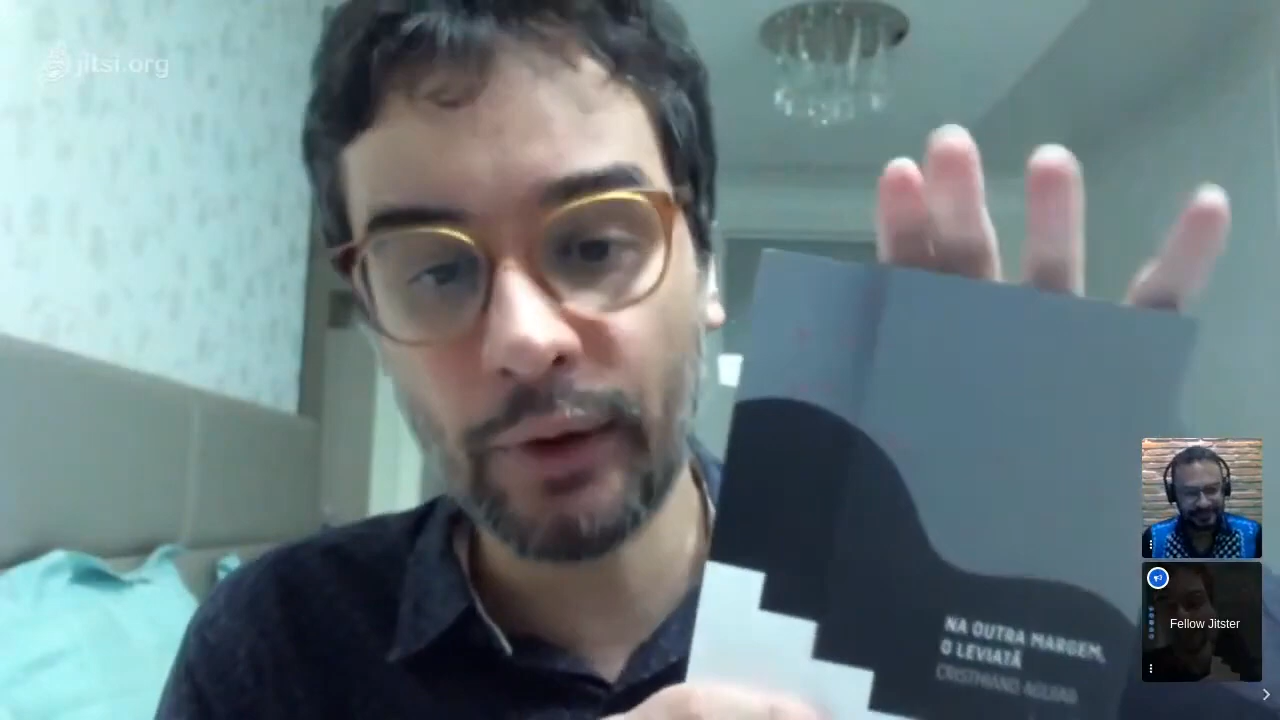 jitsi.org
NA OUTRA MARGEM,
O LEVIATÃ
CRISTHIANO AGUIAR
Fellow Jitster